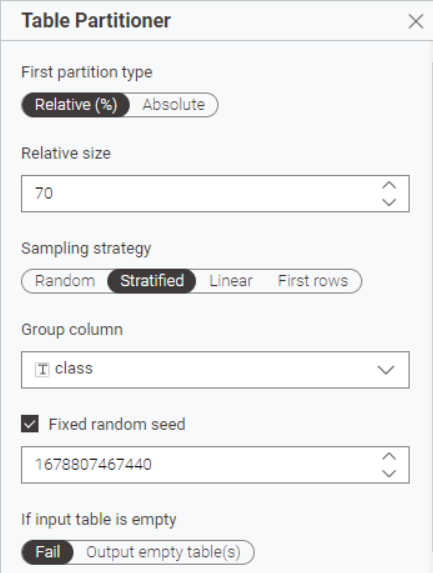 Table Partitioner
First partition type
Relative (%) Absolute
Relative size
70
Sampling strategy
Random Stratified Linear First rows
Group column
T class
Fixed random seed
1678807467440
If input table is empty
Fail Output empty table(s)